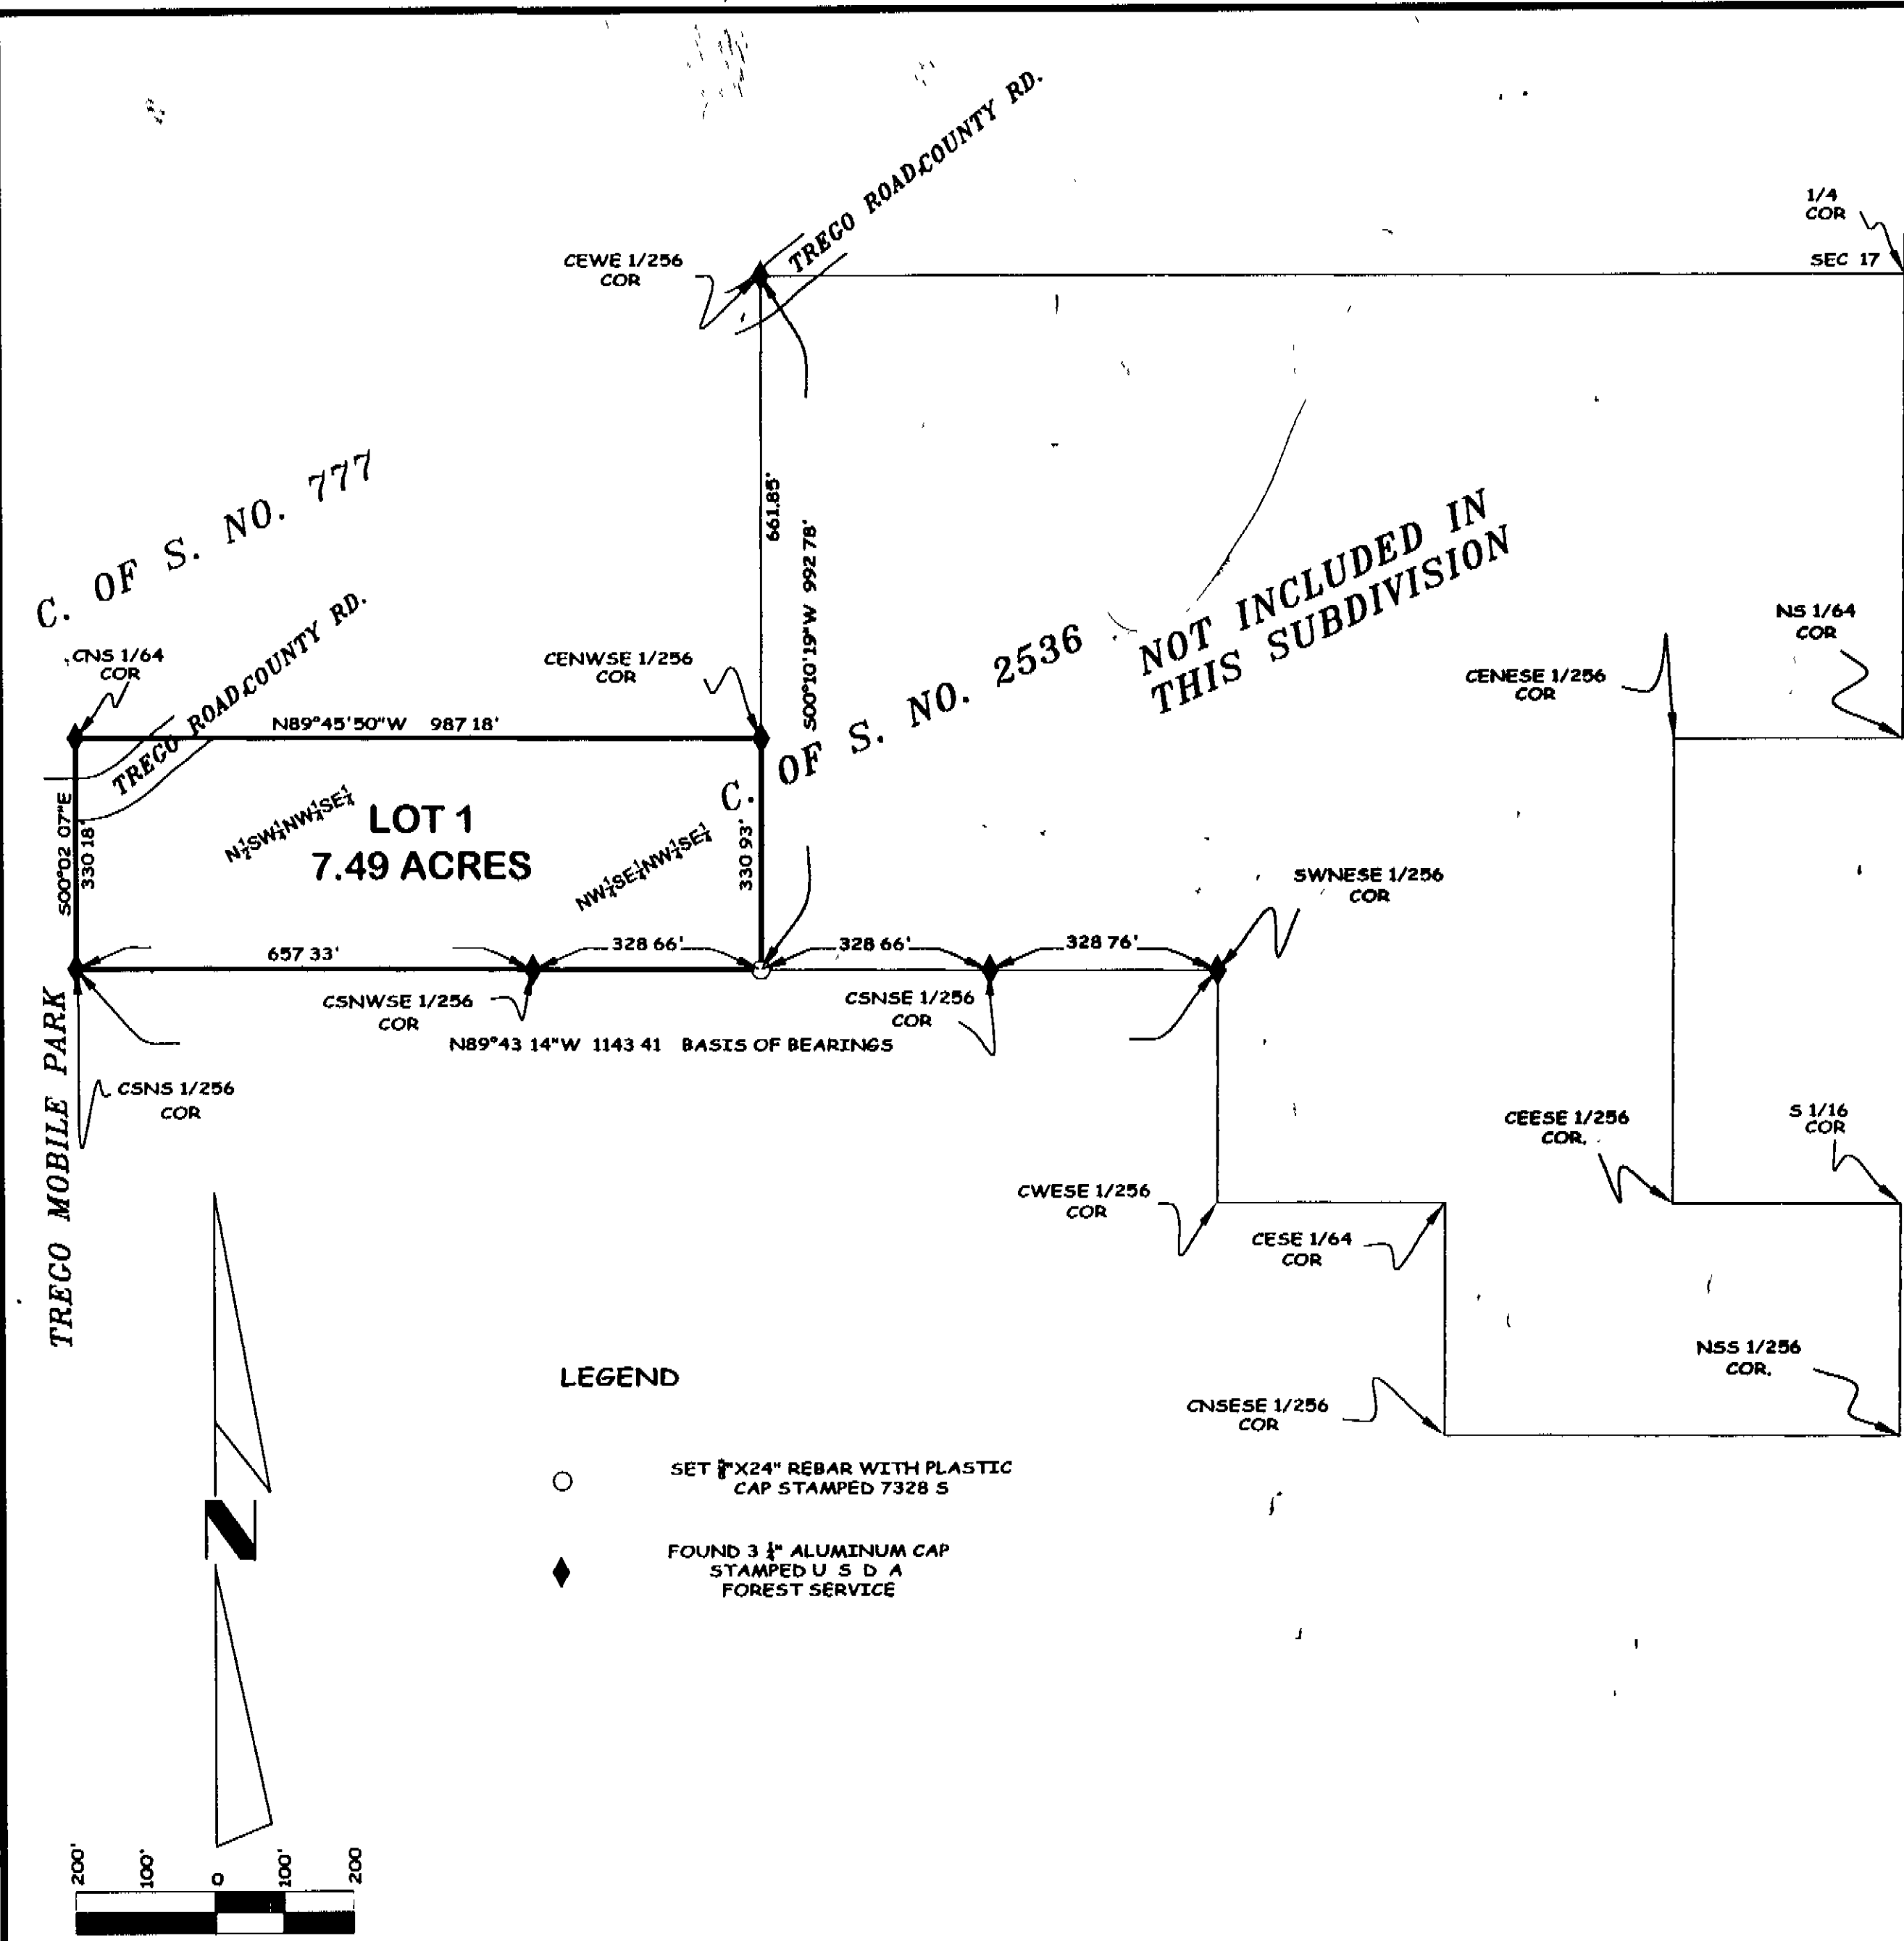 TREGO ROAD COUNTY RD.
1/4
COR
SEC 17
CEWE 1/256
COR
661.85'
S00°10'19"W 992 78'
C. OF S. NO. 777
C. OF S. NO. 2536
NOT INCLUDED IN
THIS SUBDIVISION
NS 1/64
COR
CENESE 1/256
COR
CNS 1/64
COR
TREGO ROAD COUNTY RD.
CENWSE 1/256
COR
N89°45'50"W 987 18'
S00°02 07"E
330 18'
N½SW¼NW¼SE¼
LOT 1
7.49 ACRES
NW¼SE¼NW¼SE¼
330 93'
SWNESE 1/256
COR
657 33'
328 66'
328 66'
328 76'
CSNWSE 1/256
COR
CSNSE 1/256
COR
N89°43 14"W 1143 41 BASIS OF BEARINGS
CSNS 1/256
COR
TREGO MOBILE PARK
CEESE 1/256
COR.
S 1/16
COR
CWESE 1/256
COR
CESE 1/64
COR
NSS 1/256
COR.
CNSESE 1/256
COR
LEGEND
SET "X24" REBAR WITH PLASTIC
CAP STAMPED 7328 S
FOUND 3 ¼" ALUMINUM CAP
STAMPED U S D A
FOREST SERVICE
N
200'
100'
0
100'
200